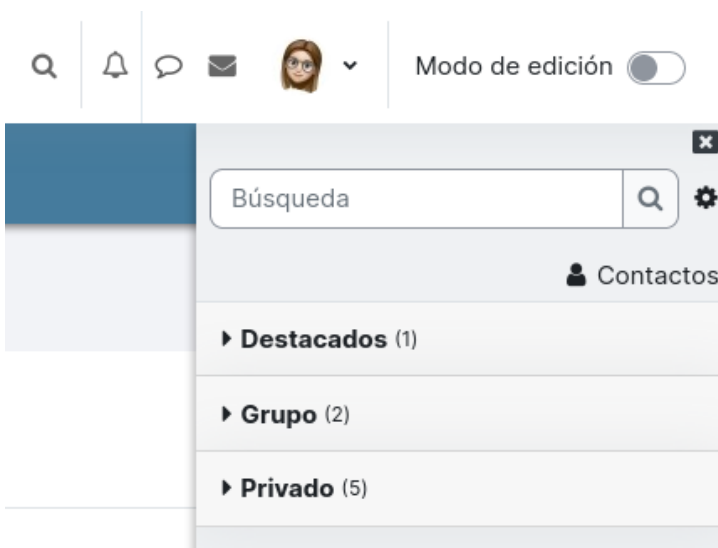 Modo de edición
Búsqueda
Contactos
Destacados (1)
Grupo (2)
Privado (5)